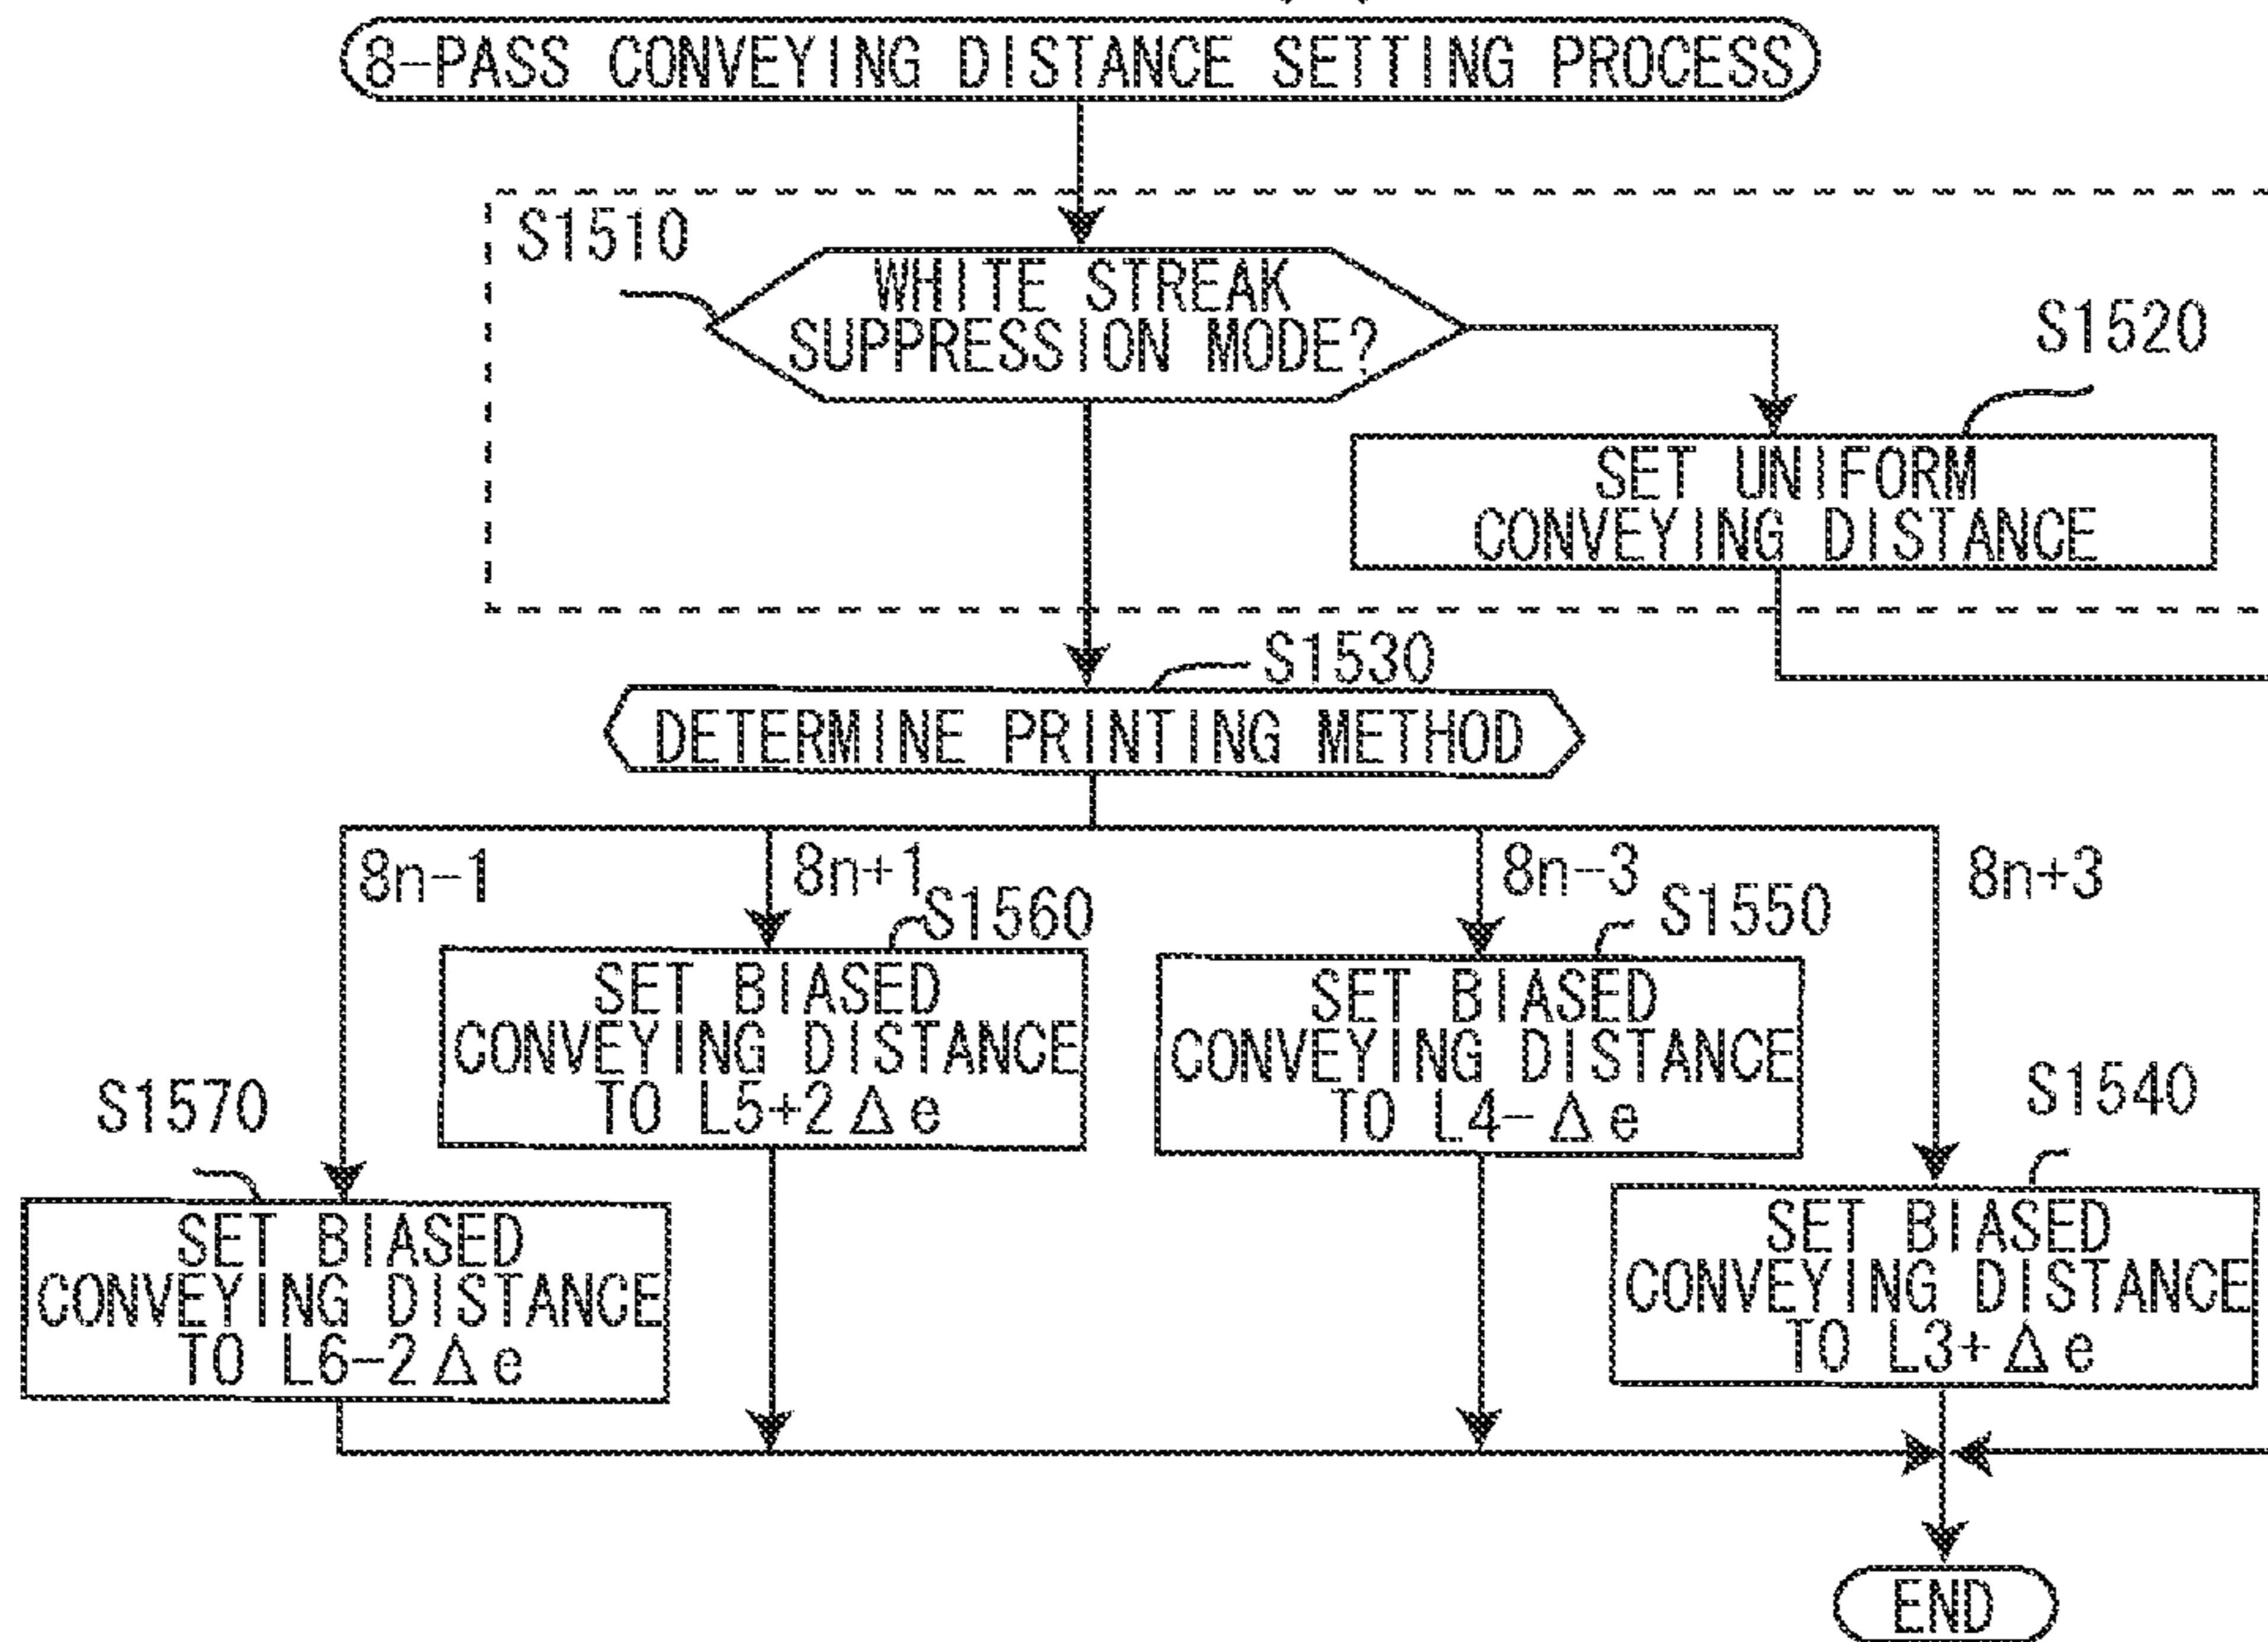 8-PASS CONVEYING DISTANCE SETTING PROCESS
S1510
WHITE STREAK
SUPPRESSION MODE?
S1520
SET UNIFORM
CONVEYING DISTANCE
S1530
DETERMINE PRINTING METHOD
8n-1
8n+1
8n-3
8n+3
S1560
SET BIASED
CONVEYING DISTANCE
TO L5+2Δe
S1550
SET BIASED
CONVEYING DISTANCE
TO L4-Δe
S1570
SET BIASED
CONVEYING DISTANCE
TO L6-2Δe
S1540
SET BIASED
CONVEYING DISTANCE
TO L3+Δe
END